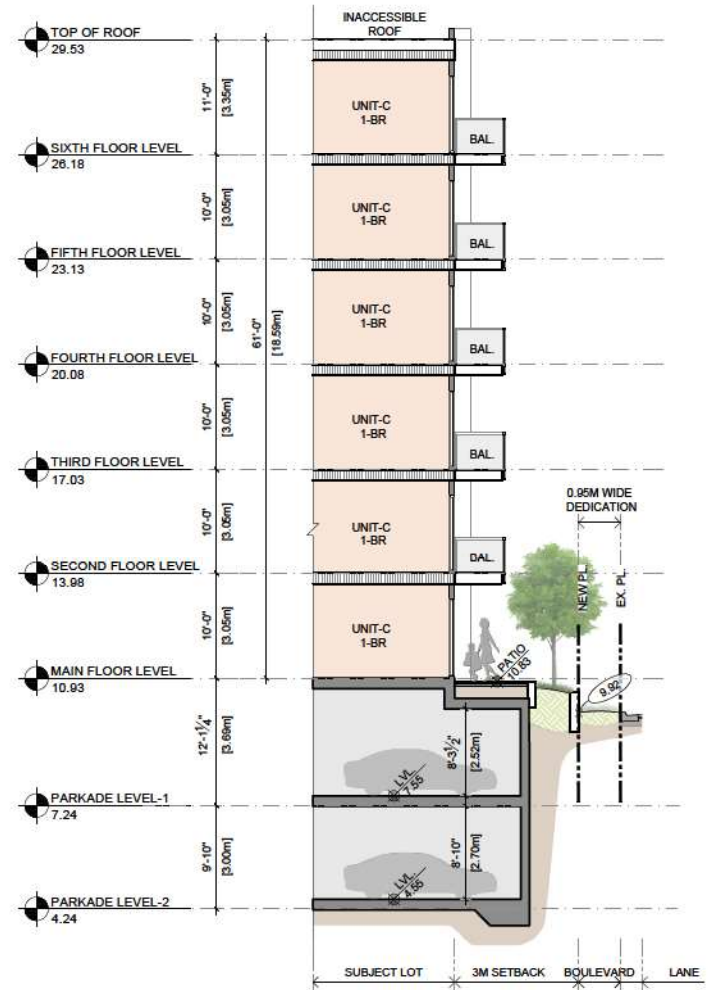 INACCESSIBLE
ROOF
TOP OF ROOF
29.53
11'-0"
[3.35m]
UNIT-C
1-BR
BAL.
SIXTH FLOOR LEVEL
26.18
10'-0"
[3.05m]
UNIT-C
1-BR
BAL.
FIFTH FLOOR LEVEL
23.13
10'-0"
[3.05m]
61'-0"
[18.59m]
UNIT-C
1-BR
BAL.
FOURTH FLOOR LEVEL
20.08
10'-0"
[3.05m]
UNIT-C
1-BR
BAL.
THIRD FLOOR LEVEL
17.03
0.95M WIDE
DEDICATION
10'-0"
[3.05m]
UNIT-C
1-BR
BAL.
SECOND FLOOR LEVEL
13.98
NEW PL.
EX. PL.
10'-0"
[3.05m]
UNIT-C
1-BR
PATIO
10.83
MAIN FLOOR LEVEL
10.93
9.92
12'-1 1/4"
[3.69m]
8'-3 1/2"
[2.52m]
LVL.
7.55
PARKADE LEVEL-1
7.24
9'-10"
[3.00m]
8'-10"
[2.70m]
LVL.
4.55
PARKADE LEVEL-2
4.24
SUBJECT LOT
3M SETBACK
BOULEVARD
LANE